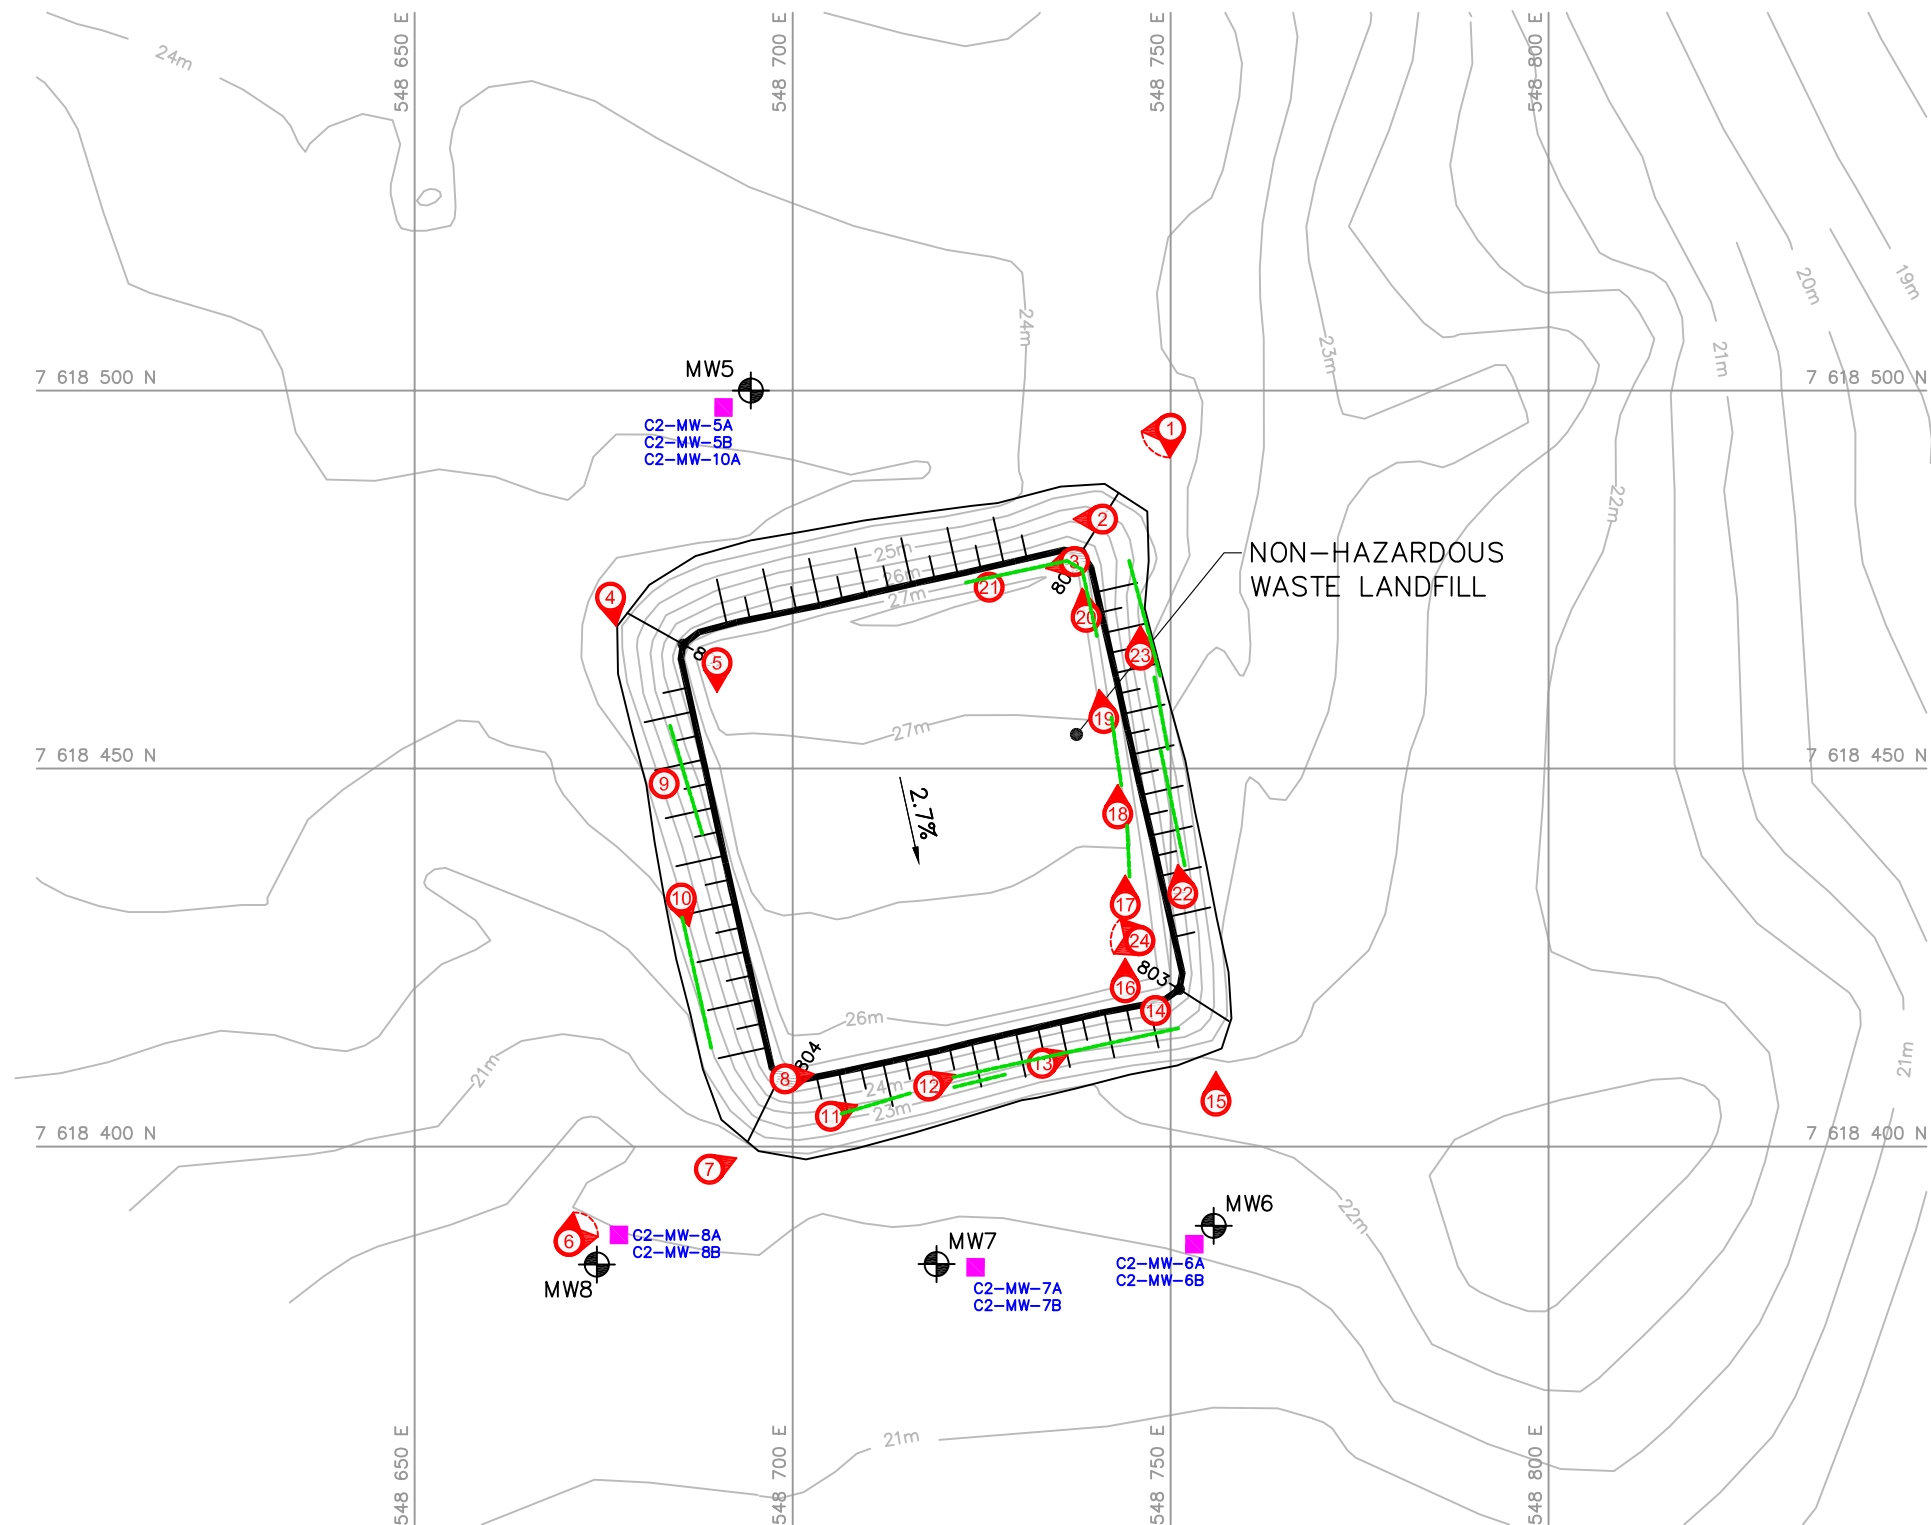 548 650 E
548 700 E
548 750 E
548 800 E
24m
19m
20m
24m
23m
21m
MW5
7 618 500 N
7 618 500 N
C2-MW-5A
C2-MW-5B
C2-MW-10A
1
22m
2
25m
NON-HAZARDOUS
WASTE LANDFILL
3
26m
21
27m
80
4
20
8
5
23
19
27m
7 618 450 N
7 618 450 N
9
2.7%
18
10
22
17
24
803
16
14
26m
21m
21m
804
13
8
12
24m
11
23m
15
7 618 400 N
7 618 400 N
7
MW6
22m
6
C2-MW-8A
C2-MW-8B
MW7
C2-MW-6A
C2-MW-6B
MW8
C2-MW-7A
C2-MW-7B
21m
548 650 E
548 700 E
548 750 E
548 800 E